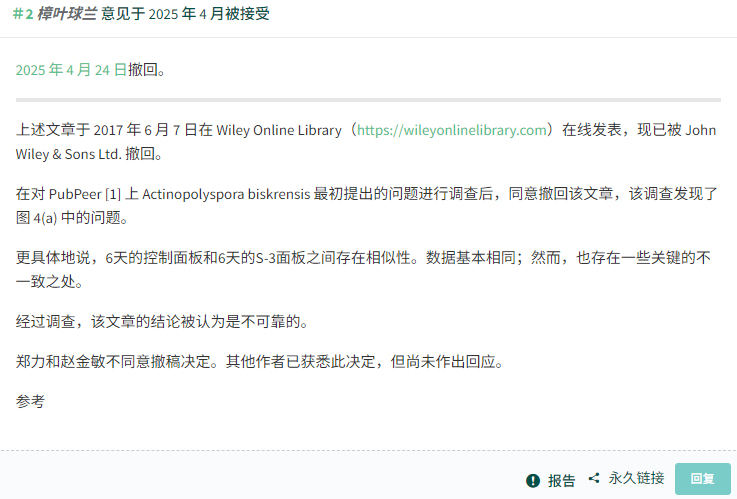 #2 樟叶球兰 意见于 2025 年 4 月被接受
2025 年 4 月 24 日撤回。
上述文章于 2017 年 6 月 7 日在 Wiley Online Library（https://wileyonlinelibrary.com）在线发表，现已被 John
Wiley & Sons Ltd. 撤回。
在对 PubPeer [1] 上 Actinopolyspora biskrensis 最初提出的问题进行调查后，同意撤回该文章，该调查发现了
图 4(a) 中的问题。
更具体地说，6天的控制面板和6天的S-3面板之间存在相似性。数据基本相同；然而，也存在一些关键的不
一致之处。
经过调查，该文章的结论被认为是不可靠的。
郑力和赵金敏不同意撤稿决定。其他作者已获悉此决定，但尚未作出回应。
参考
报告 永久链接 回复